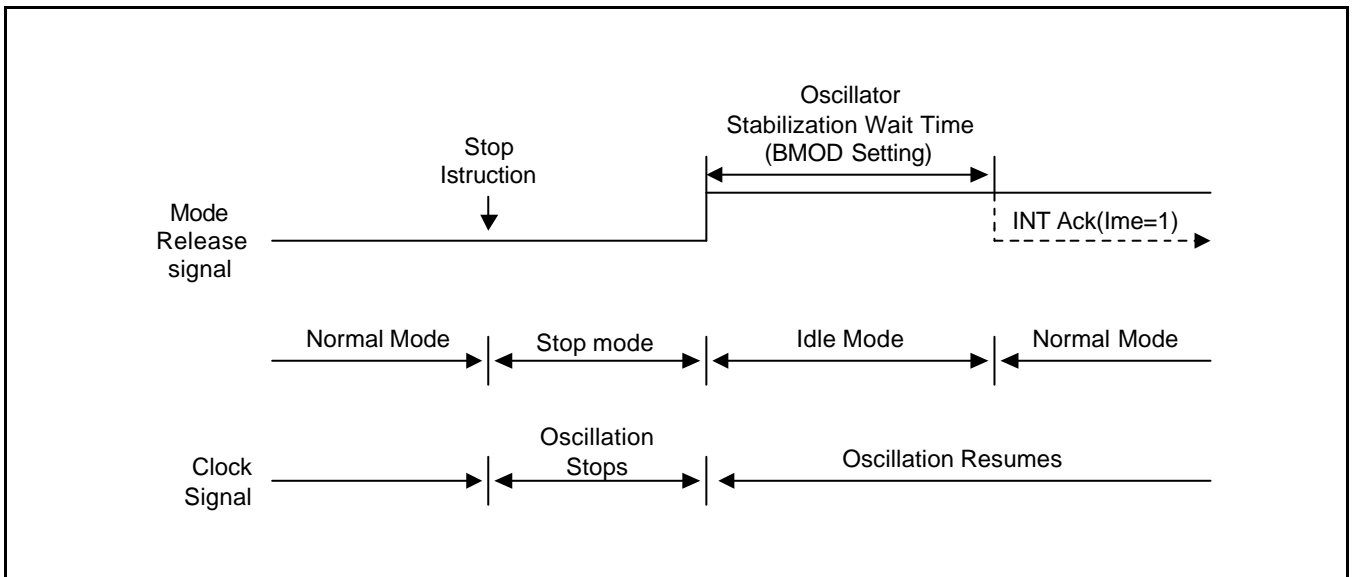 Oscillator
Stabilization Wait Time
(BMOD Setting)
Stop
Istruction
Mode
Release
signal
INT Ack(Ime=1)
Normal Mode
Stop mode
Idle Mode
Normal Mode
Clock
Signal
Oscillation
Stops
Oscillation Resumes